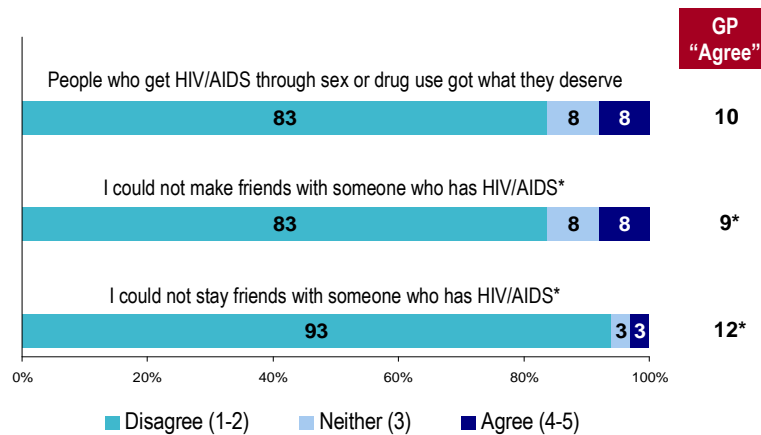 GP
“Agree”
People who get HIV/AIDS through sex or drug use got what they deserve
83 8 8 10
I could not make friends with someone who has HIV/AIDS*
83 8 8 9*
I could not stay friends with someone who has HIV/AIDS*
93 3 3 12*
0% 20% 40% 60% 80% 100%
Disagree (1-2) Neither (3) Agree (4-5)